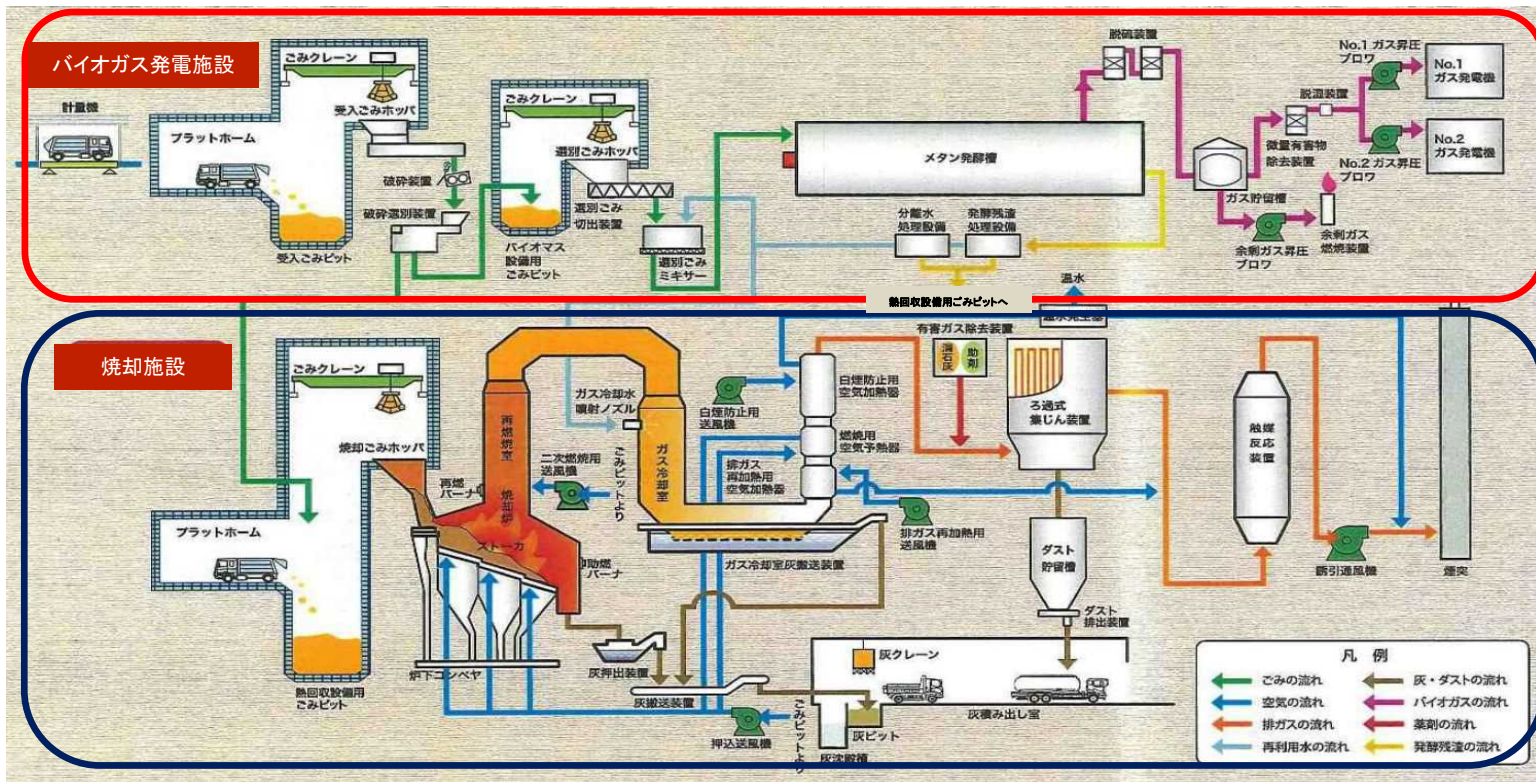 バイオガス発電施設
計量機
プラットホーム
ごみクレーン
受入ごみホッパ
破砕装置
破砕選別装置
受入ごみピット
ごみクレーン
選別ごみホッパ
選別ごみ
切出装置
バイオマス
設備用
ごみピット
選別ごみ
ミキサー
メタン発酵槽
分離水
処理設備
発酵残渣
処理設備
脱硫装置
ガス貯留槽
微量有害物
除去装置
脱湿装置
No.1 ガス昇圧
ブロワ
No.1
ガス発電機
No.2
ガス発電機
No.2 ガス昇圧
ブロワ
余剰ガス昇圧
ブロワ
余剰ガス
燃焼装置
熱回収設備用ごみピットへ
温水
焼却施設
ごみクレーン
焼却ごみホッパ
プラットホーム
熱回収設備用
ごみピット
再燃
バーナ
再燃焼室
焼却炉
ストーカ
助燃
バーナ
炉下コンベヤ
二次燃焼用
送風機
ごみピットより
ガス冷却水
噴射ノズル
ガス冷却室
ガス冷却室灰搬送装置
白煙防止用
送風機
白煙防止用
空気加熱器
燃焼用
空気予熱器
排ガス
再加熱用
空気加熱器
排ガス再加熱用
送風機
有害ガス除去装置
消石灰
助剤
ろ過式
集じん装置
ダスト
貯留槽
ダスト
排出装置
触媒
反応
装置
誘引通風機
煙突
灰押出装置
灰搬送装置
押込送風機
ごみピットより
灰クレーン
灰ピット
灰沈殿槽
灰積み出し室
凡 例
ごみの流れ
空気の流れ
排ガスの流れ
再利用水の流れ
灰・ダストの流れ
バイオガスの流れ
薬剤の流れ
発酵残渣の流れ